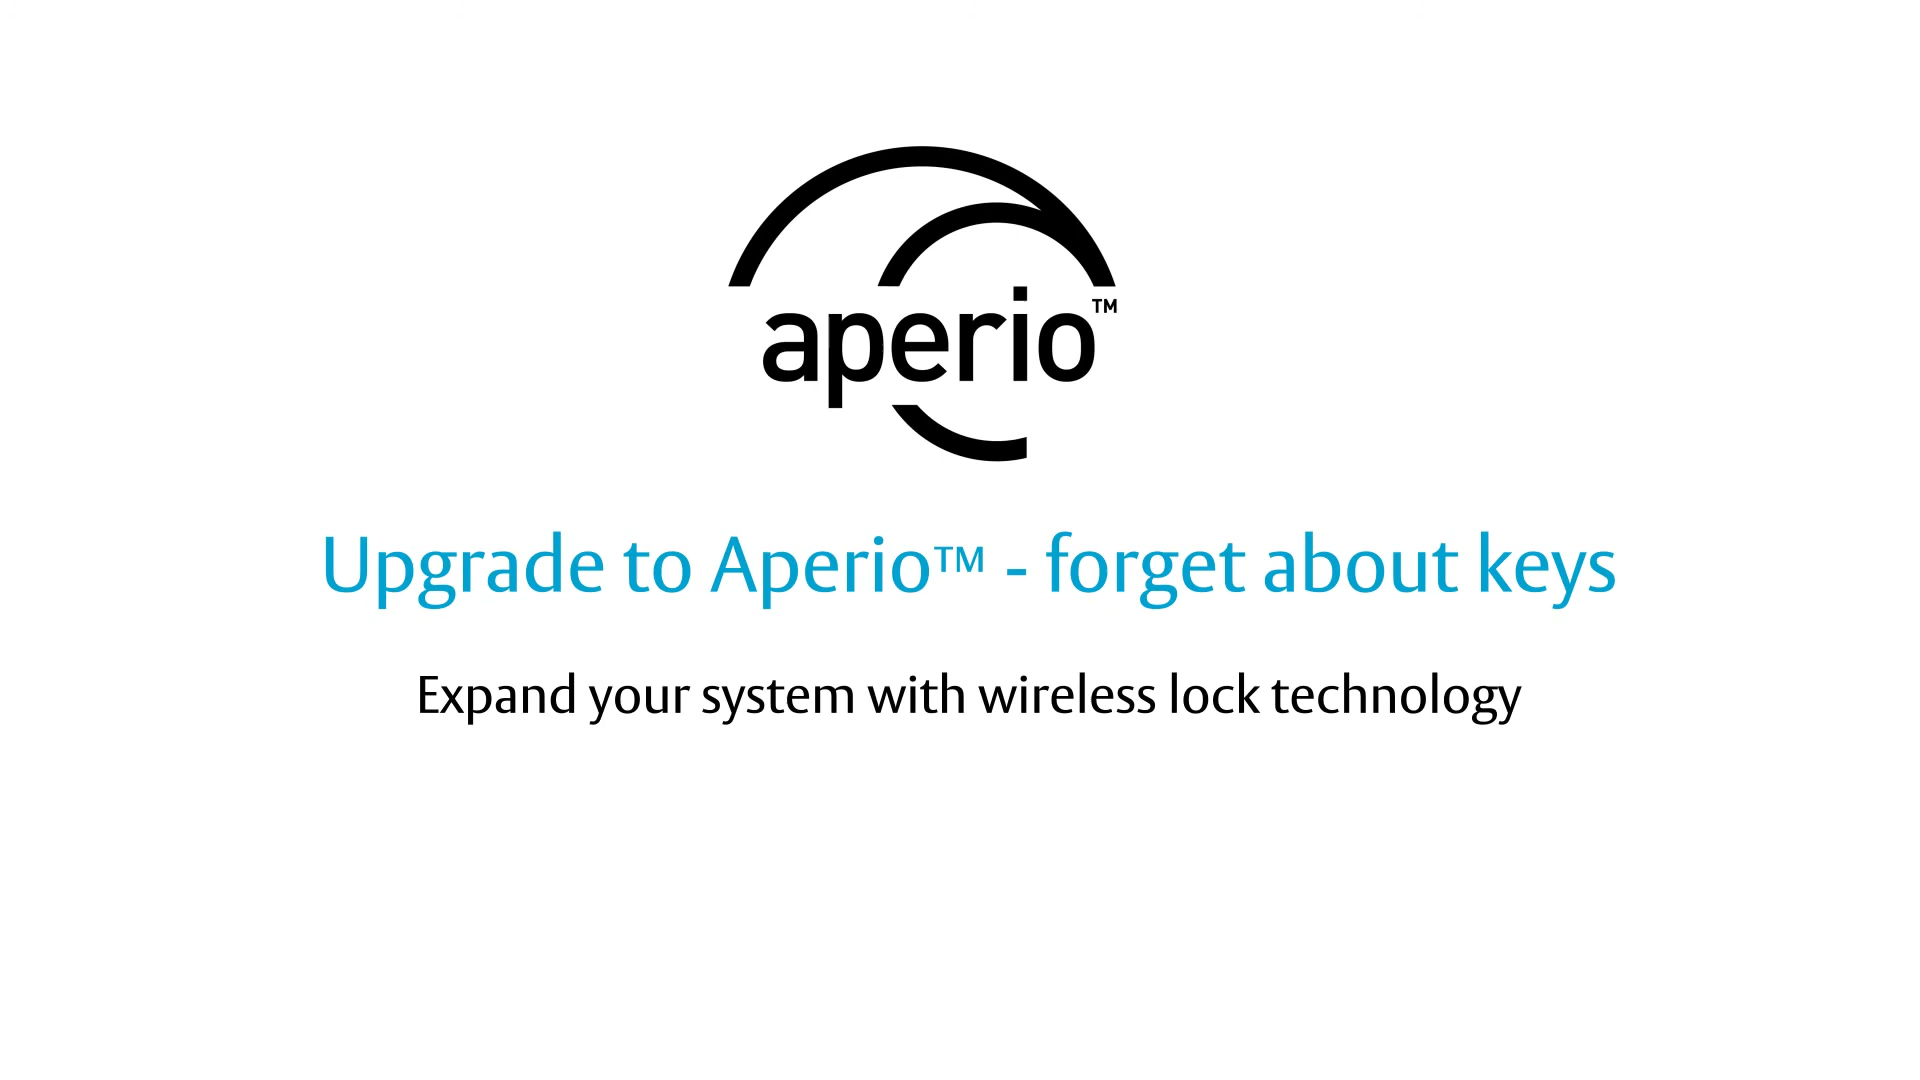 aperio™
Upgrade to Aperio™ - forget about keys
Expand your system with wireless lock technology